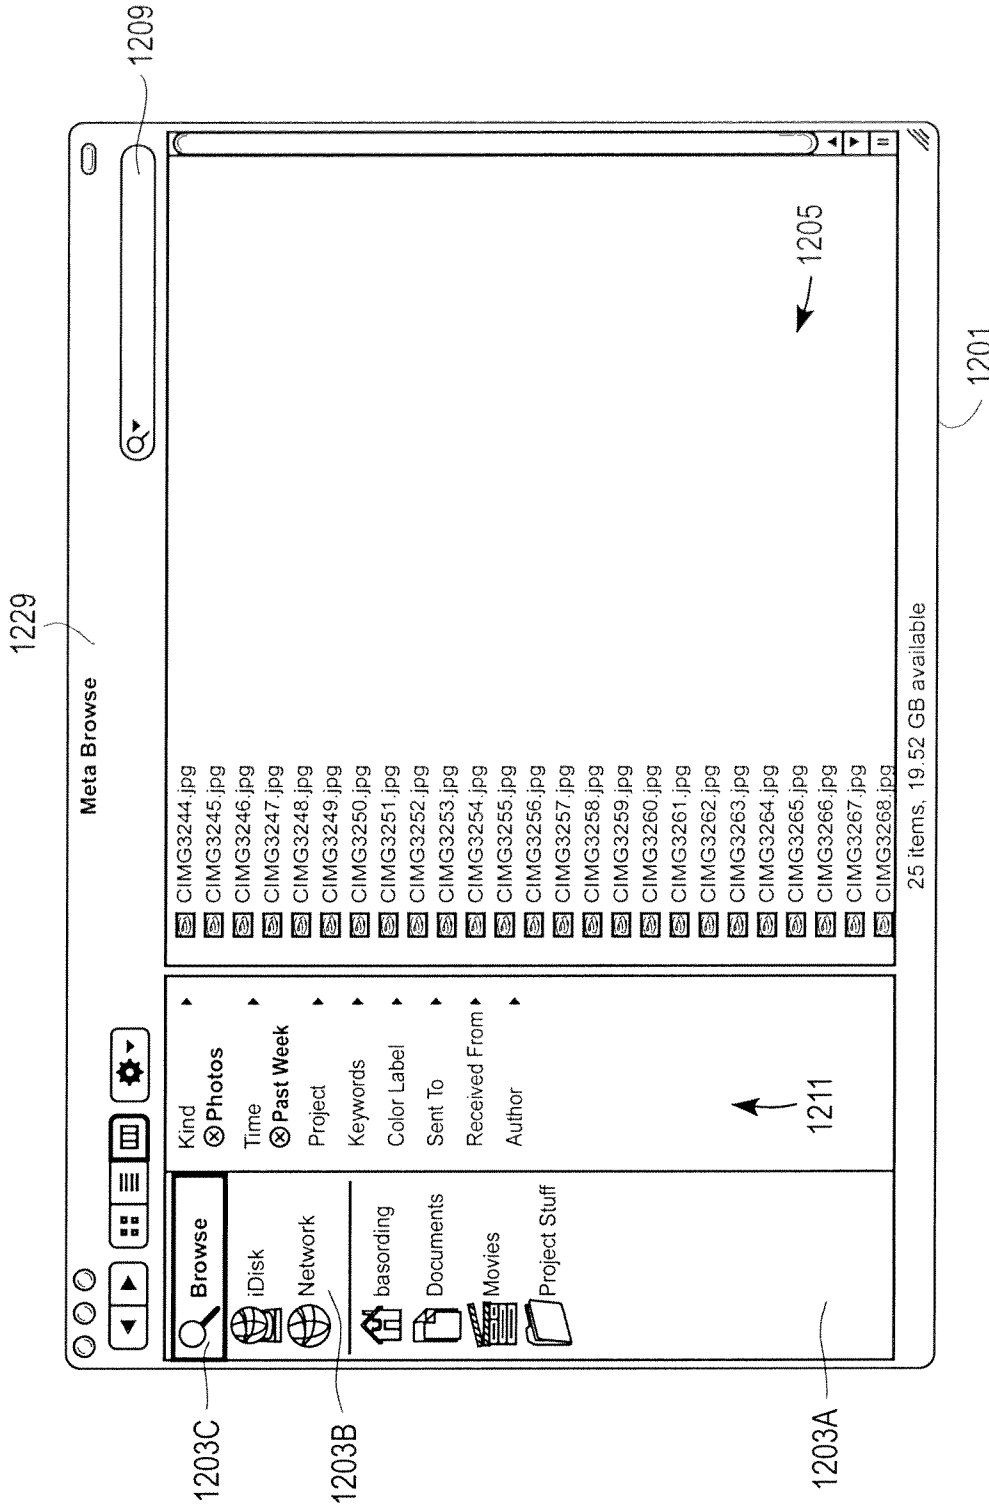 1229
1209
Meta Browse
1203C
Browse
iDisk
Network
1203B
basording
Documents
Movies
Project Stuff
1203A
Kind
Photos
Time
Past Week
Project
Keywords
Color Label
Sent To
Received From
Author
1211
CIMG3244.jpg
CIMG3245.jpg
CIMG3246.jpg
CIMG3247.jpg
CIMG3248.jpg
CIMG3249.jpg
CIMG3250.jpg
CIMG3251.jpg
CIMG3252.jpg
CIMG3253.jpg
CIMG3254.jpg
CIMG3255.jpg
CIMG3256.jpg
CIMG3257.jpg
CIMG3258.jpg
CIMG3259.jpg
CIMG3260.jpg
CIMG3261.jpg
CIMG3262.jpg
CIMG3263.jpg
CIMG3264.jpg
CIMG3265.jpg
CIMG3266.jpg
CIMG3267.jpg
CIMG3268.jpg
1205
25 items, 19.52 GB available
1201